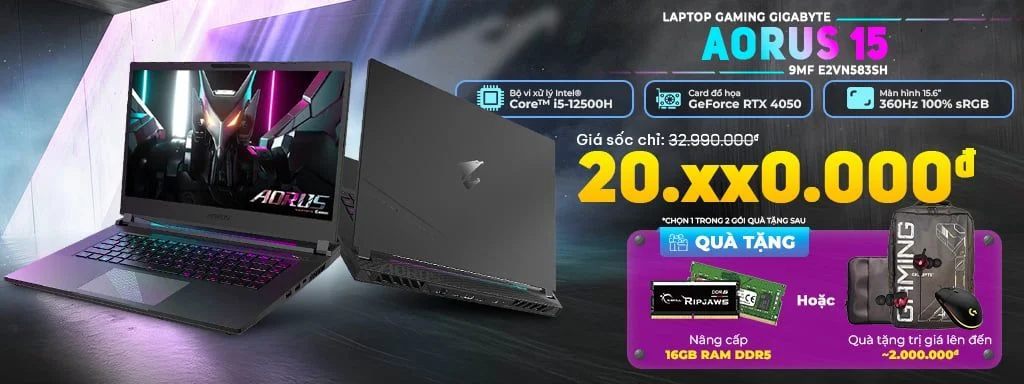 LAPTOP GAMING GIGABYTE
AORUS 15
9MF E2VN583SH
Bộ vi xử lý Intel®
Core™ i5-12500H
Card đồ họa
GeForce RTX 4050
Màn hình 15.6"
360Hz 100% sRGB
Giá sốc chỉ: 32.990.000đ
20.xx0.000đ
*CHỌN 1 TRONG 2 GÓI QUÀ TẶNG SAU
QUÀ TẶNG
AORUS
AORUS
DDR5
G.SKILL
RIPJAWS
Hoặc
GAMING
Nâng cấp
16GB RAM DDR5
Quà tặng trị giá lên đến
~2.000.000đ